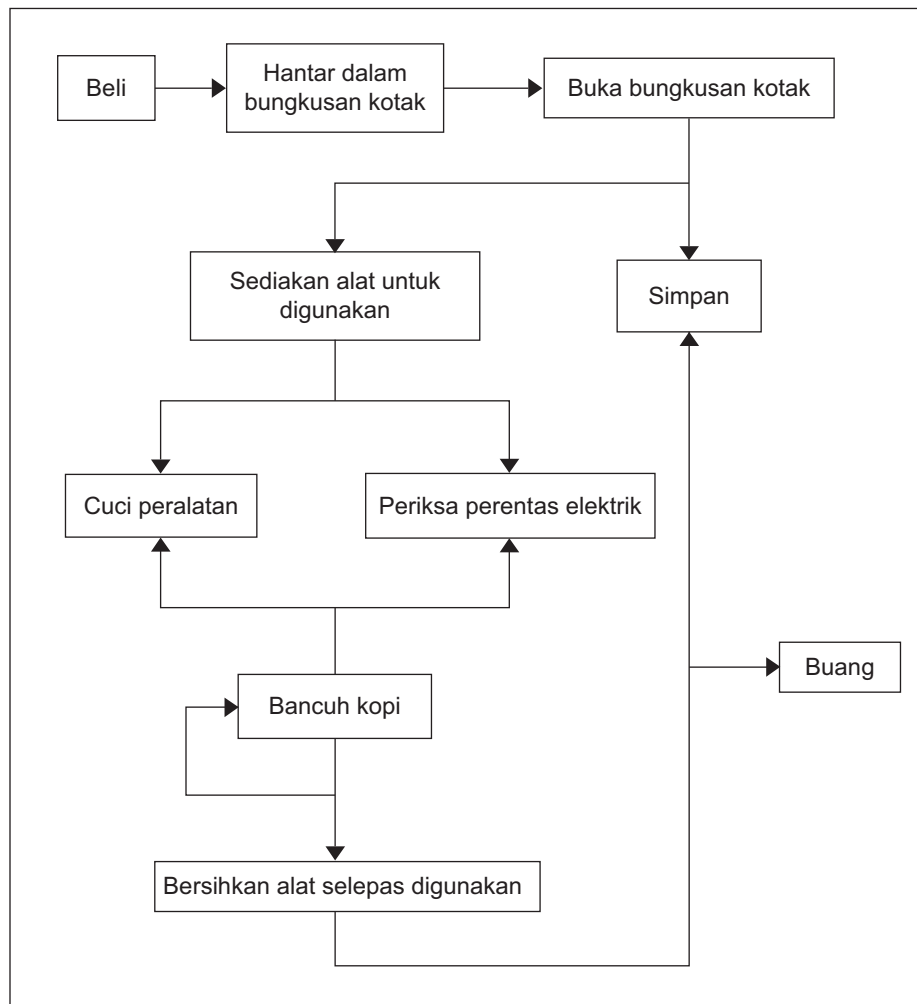 Beli
Hantar dalam
bungkusan kotak
Buka bungkusan kotak
Sediakan alat untuk
digunakan
Simpan
Cuci peralatan
Periksa perentas elektrik
Buang
Bancuh kopi
Bersihkan alat selepas digunakan